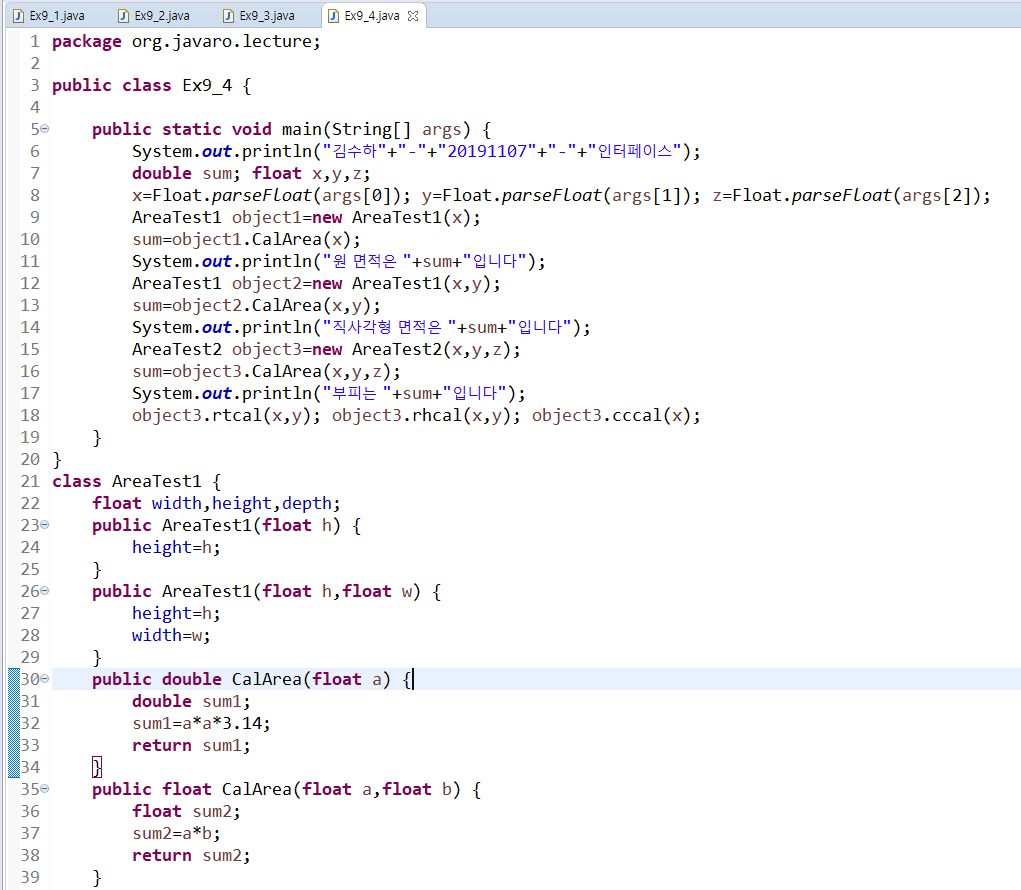 Ex9_1.java Ex9_2.java Ex9_3.java Ex9_4.java
1 package org.javaro.lecture;
2
3 public class Ex9_4 {
4
5 public static void main(String[] args) {
6 System.out.println("김수하"+"-"+"20191107"+"-"+"인터페이스");
7 double sum; float x,y,z;
8 x=Float.parseFloat(args[0]); y=Float.parseFloat(args[1]); z=Float.parseFloat(args[2]);
9 AreaTest1 object1=new AreaTest1(x);
10 sum=object1.CalArea(x);
11 System.out.println("원 면적은 "+sum+"입니다");
12 AreaTest1 object2=new AreaTest1(x,y);
13 sum=object2.CalArea(x,y);
14 System.out.println("직사각형 면적은 "+sum+"입니다");
15 AreaTest2 object3=new AreaTest2(x,y,z);
16 sum=object3.CalArea(x,y,z);
17 System.out.println("부피는 "+sum+"입니다");
18 object3.rtcal(x,y); object3.rhcal(x,y); object3.cccal(x);
19 }
20 }
21 class AreaTest1 {
22 float width,height,depth;
23 public AreaTest1(float h) {
24 height=h;
25 }
26 public AreaTest1(float h,float w) {
27 height=h;
28 width=w;
29 }
30 public double CalArea(float a) {
31 double sum1;
32 sum1=a*a*3.14;
33 return sum1;
34 }
35 public float CalArea(float a,float b) {
36 float sum2;
37 sum2=a*b;
38 return sum2;
39 }